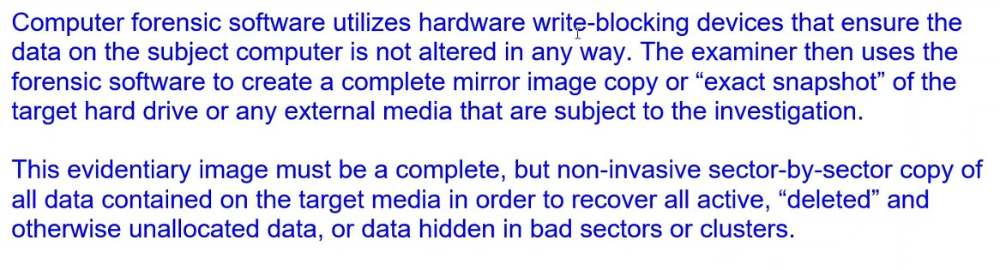 Computer forensic software utilizes hardware write-blocking devices that ensure the
data on the subject computer is not altered in any way. The examiner then uses the
forensic software to create a complete mirror image copy or “exact snapshot” of the
target hard drive or any external media that are subject to the investigation.
This evidentiary image must be a complete, but non-invasive sector-by-sector copy of
all data contained on the target media in order to recover all active, “deleted” and
otherwise unallocated data, or data hidden in bad sectors or clusters.